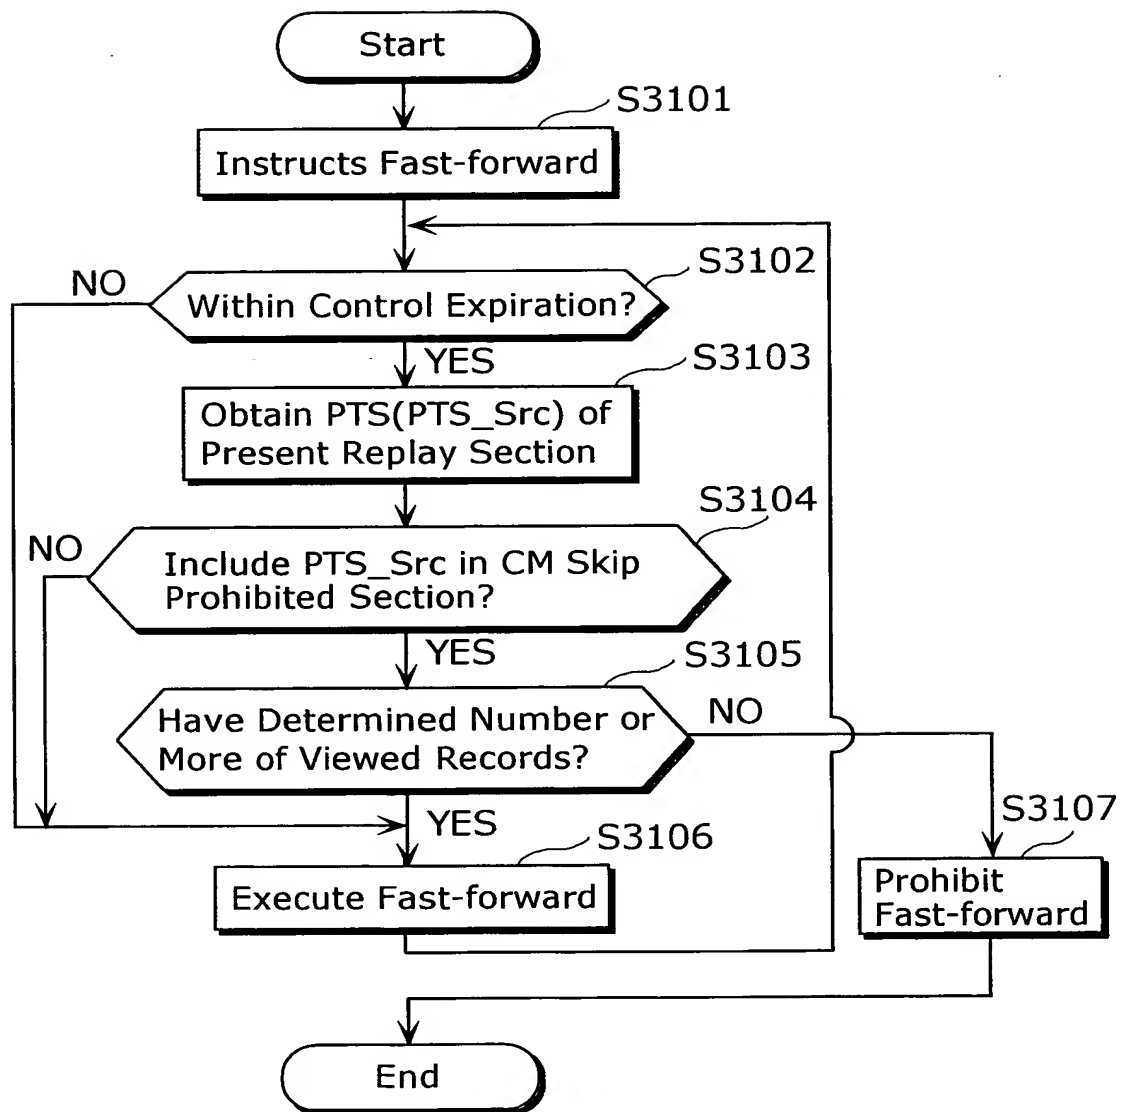 Start
S3101
Instructs Fast-forward
S3102
NO
Within Control Expiration?
YES
S3103
Obtain PTS(PTS_Src) of
Present Replay Section
S3104
NO
Include PTS_Src in CM Skip
Prohibited Section?
YES
S3105
Have Determined Number or
More of Viewed Records?
NO
YES
S3106
S3107
Execute Fast-forward
Prohibit
Fast-forward
End